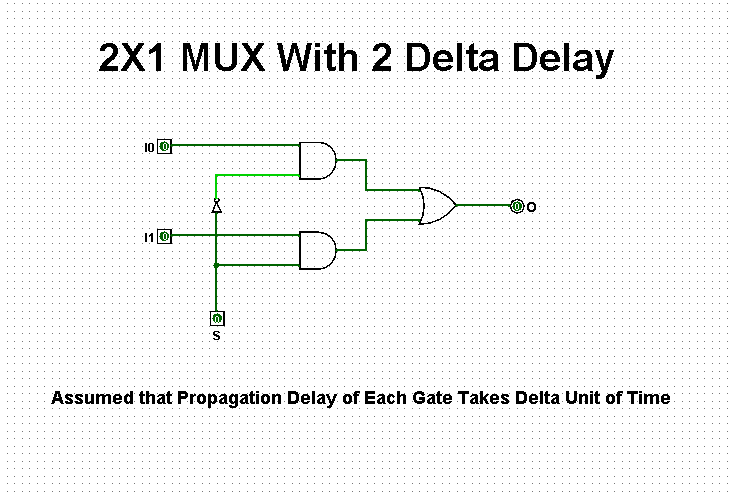 2X1 MUX With 2 Delta Delay
I0 0
I1 0
0 O
0
S
Assumed that Propagation Delay of Each Gate Takes Delta Unit of Time